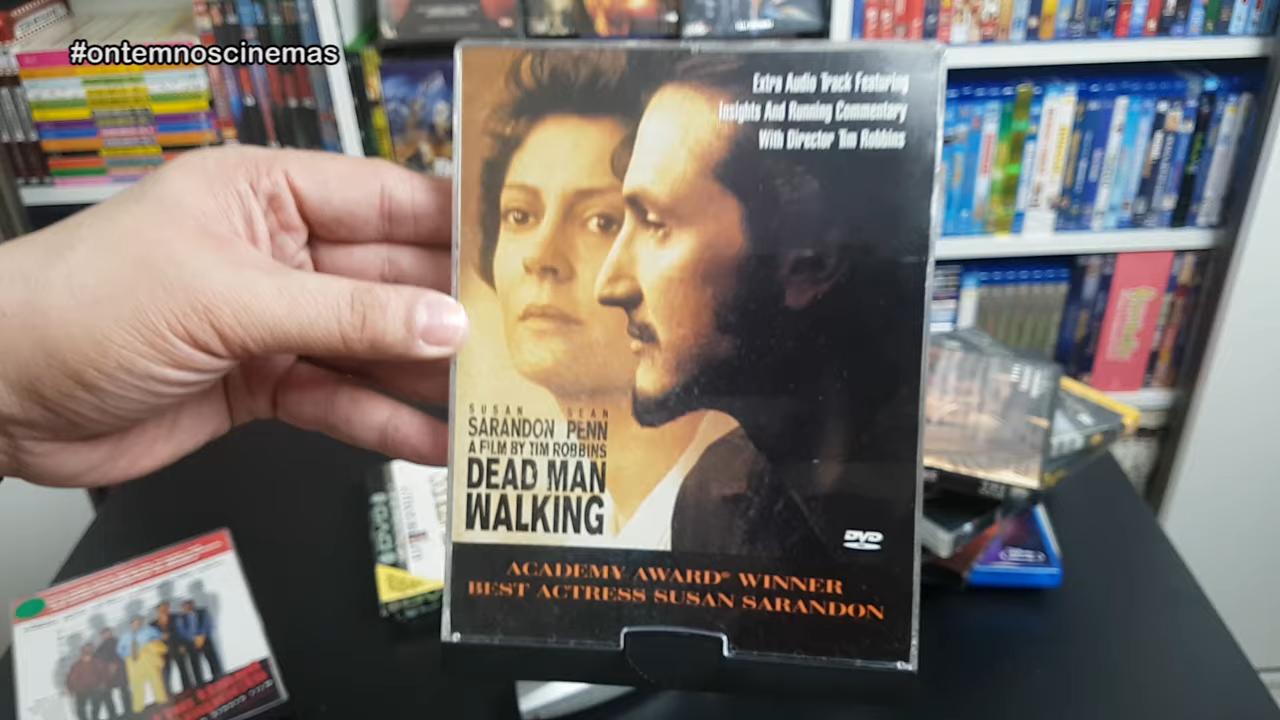 #ontemnoscinemas
Extra Audio Track Featuring
Insights And Running Commentary
With Director Tim Robbins
SUSAN SEAN
SARANDON PENN
A FILM BY TIM ROBBINS
DEAD MAN
WALKING
DVD
ACADEMY AWARD® WINNER
BEST ACTRESS SUSAN SARANDON